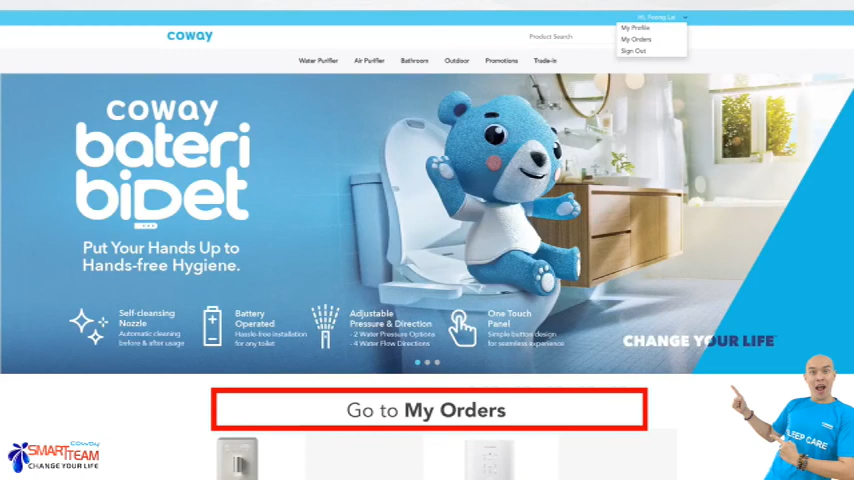 My Profile
My Orders
Sign Out
coway
Product Search
Water Purifier
Air Purifier
Bathroom
Outdoor
Promotions
Trade-in
coway
bateri
bidet
Put Your Hands Up to
Hands-free Hygiene.
Self-cleansing
Nozzle
Automatic cleaning
before & after usage
Battery
Operated
Hassle-free installation
for any toilet
Adjustable
Pressure & Direction
- 2 Water Pressure Options
- 4 Water Flow Directions
One Touch
Panel
Simple button design
for seamless experience
CHANGE YOUR LIFE
Go to My Orders
coway
SMART TEAM
CHANGE YOUR LIFE
SLEEP CARE